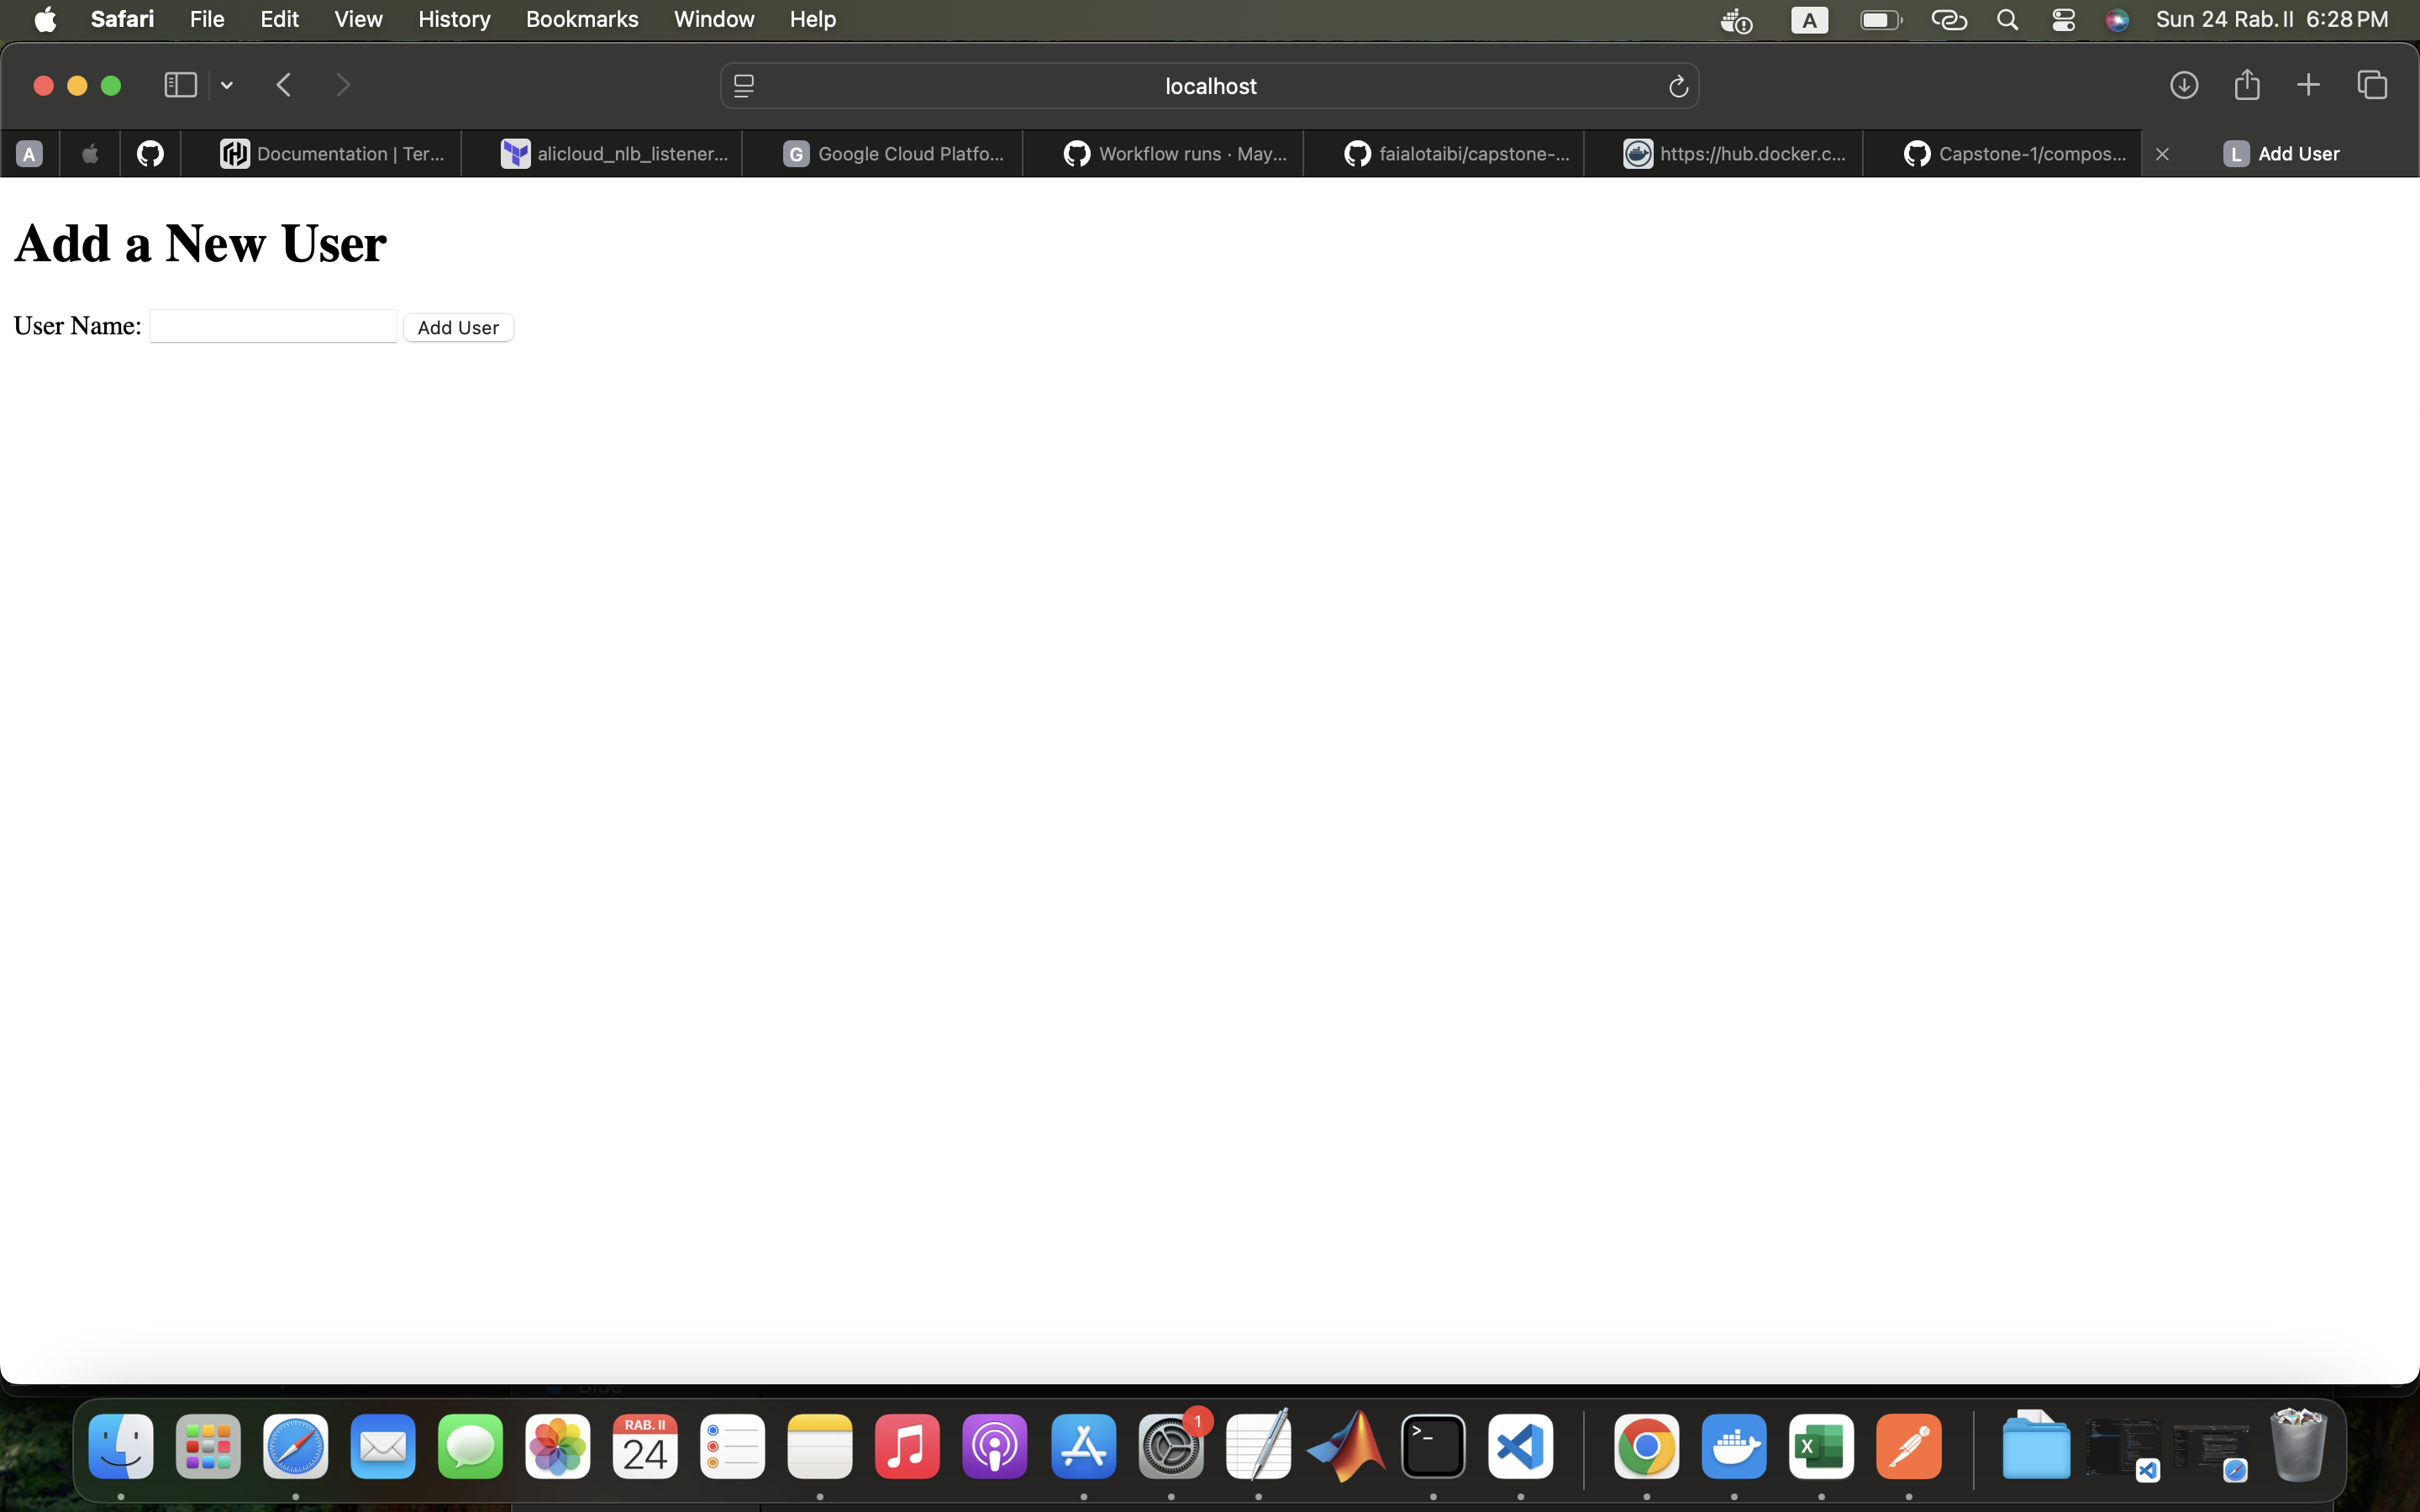 Safari File Edit View History Bookmarks Window Help A Sun 24 Rab. II 6:28 PM
localhost
A Documentation | Ter... alicloud_nlb_listener... G Google Cloud Platfo... Workflow runs · May... faialotaibi/capstone-... https://hub.docker.c... Capstone-1/compos... L Add User
Add a New User
User Name: Add User
RAB. II
24
1
>_
X